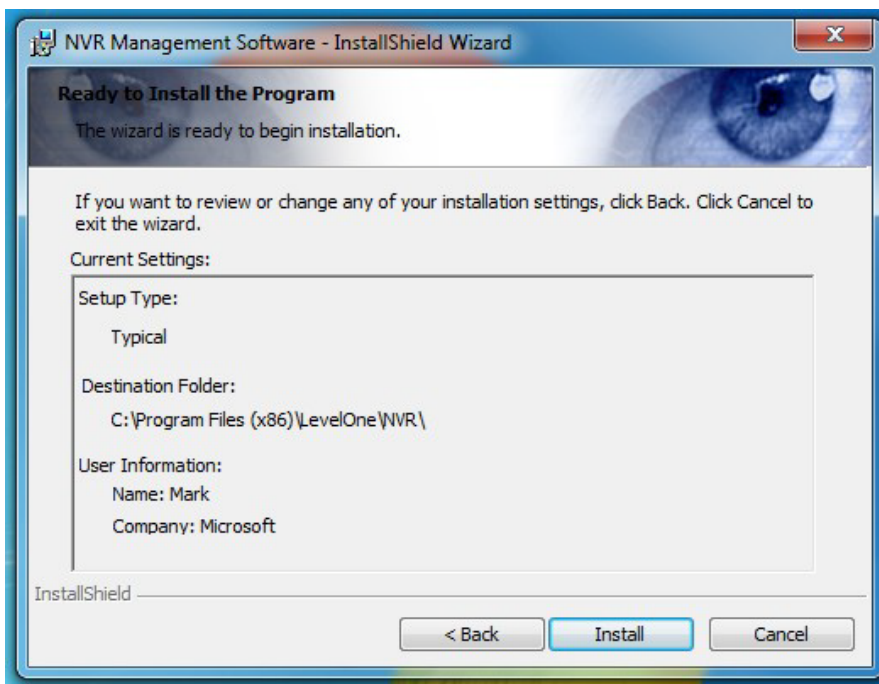 NVR Management Software - InstallShield Wizard
Ready to Install the Program
The wizard is ready to begin installation.
If you want to review or change any of your installation settings, click Back. Click Cancel to
exit the wizard.
Current Settings:
Setup Type:
Typical
Destination Folder:
C:\Program Files (x86)\LevelOne\NVR\
User Information:
Name: Mark
Company: Microsoft
InstallShield
< Back
Install
Cancel